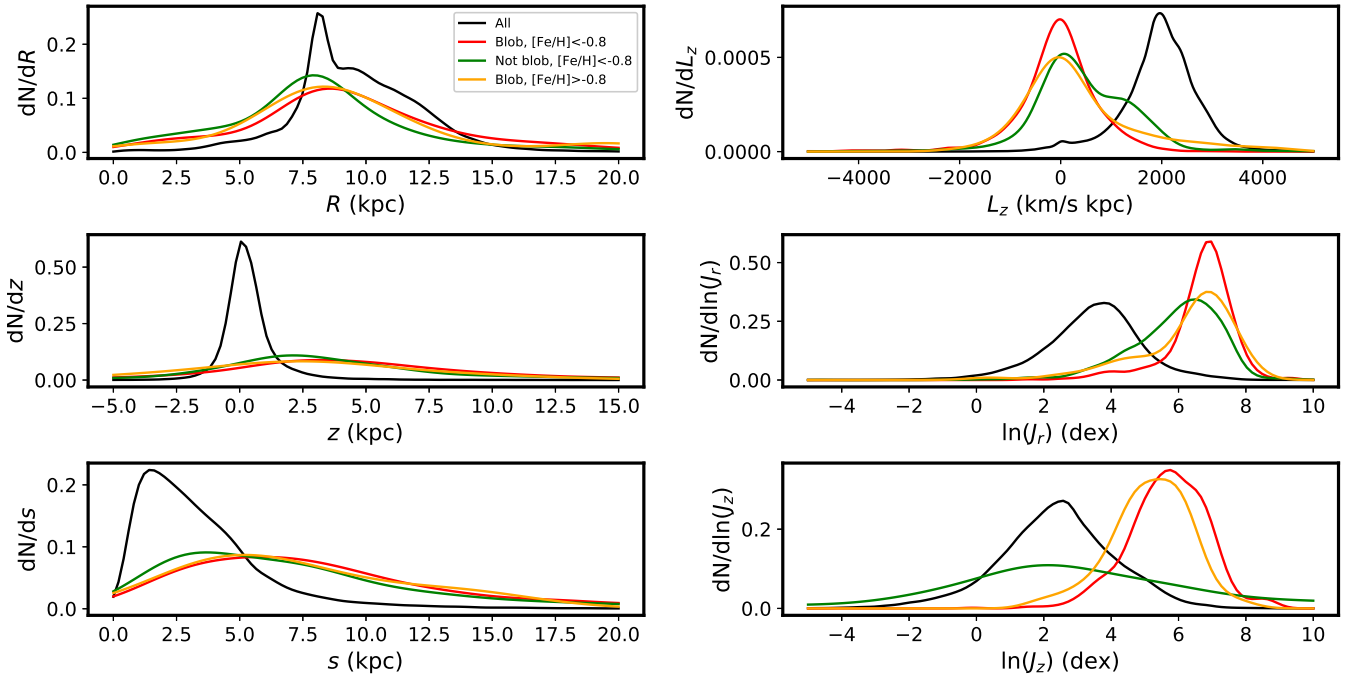 dN/dR
0.2
0.1
0.0
All
Blob, [Fe/H]<-0.8
Not blob, [Fe/H]<-0.8
Blob, [Fe/H]>-0.8
0.0 2.5 5.0 7.5 10.0 12.5 15.0 17.5 20.0
R (kpc)
dN/dL_z
0.0005
0.0000
−4000 −2000 0 2000 4000
L_z (km/s kpc)
dN/dz
0.50
0.25
0.00
−5.0 −2.5 0.0 2.5 5.0 7.5 10.0 12.5 15.0
z (kpc)
dN/dln(J_r)
0.50
0.25
0.00
−4 −2 0 2 4 6 8 10
ln(J_r) (dex)
dN/ds
0.2
0.1
0.0
0.0 2.5 5.0 7.5 10.0 12.5 15.0 17.5 20.0
s (kpc)
dN/dln(J_z)
0.2
0.0
−4 −2 0 2 4 6 8 10
ln(J_z) (dex)